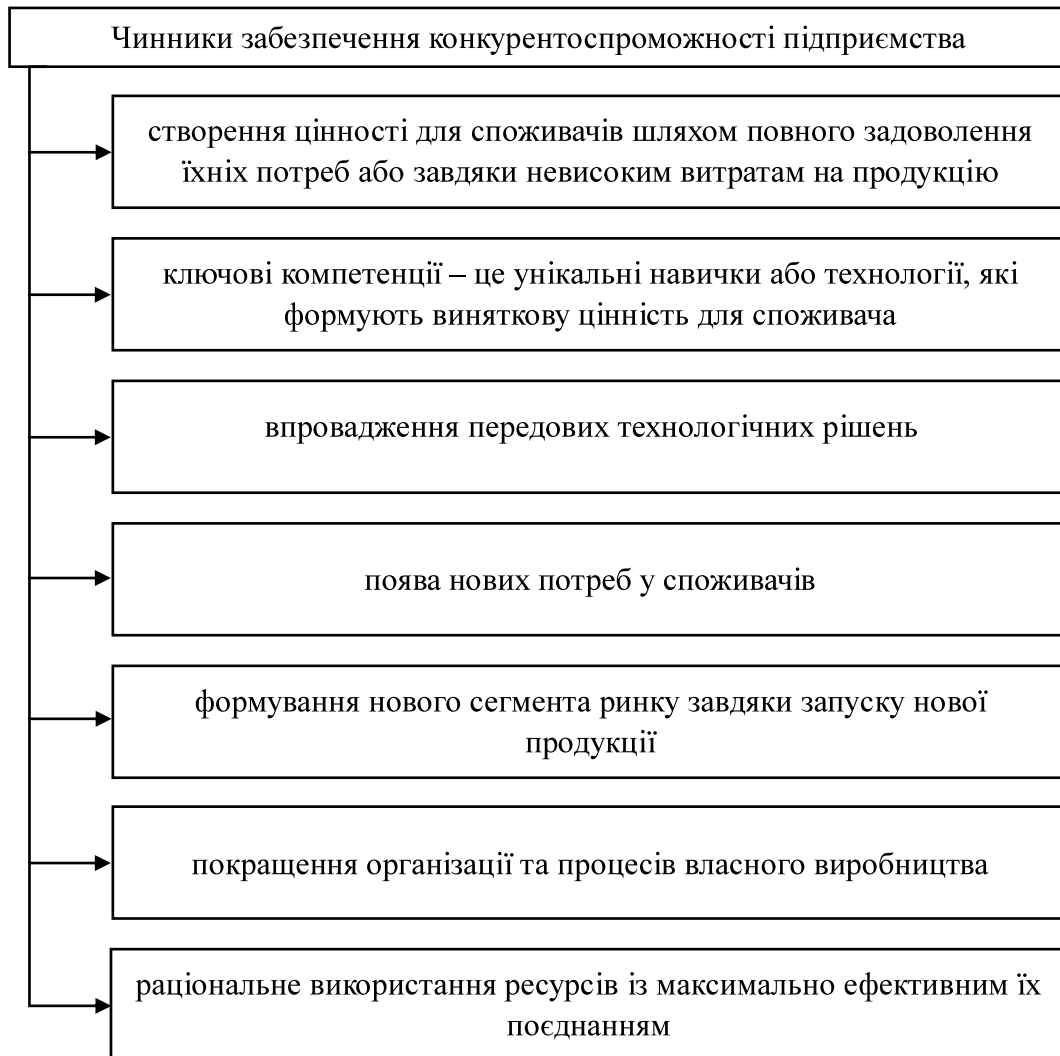 Чинники забезпечення конкурентоспроможності підприємства
створення цінності для споживачів шляхом повного задоволення
їхніх потреб або завдяки невисоким витратам на продукцію
ключові компетенції – це унікальні навички або технології, які
формують виняткову цінність для споживача
впровадження передових технологічних рішень
поява нових потреб у споживачів
формування нового сегмента ринку завдяки запуску нової
продукції
покращення організації та процесів власного виробництва
раціональне використання ресурсів із максимально ефективним їх
поєднанням